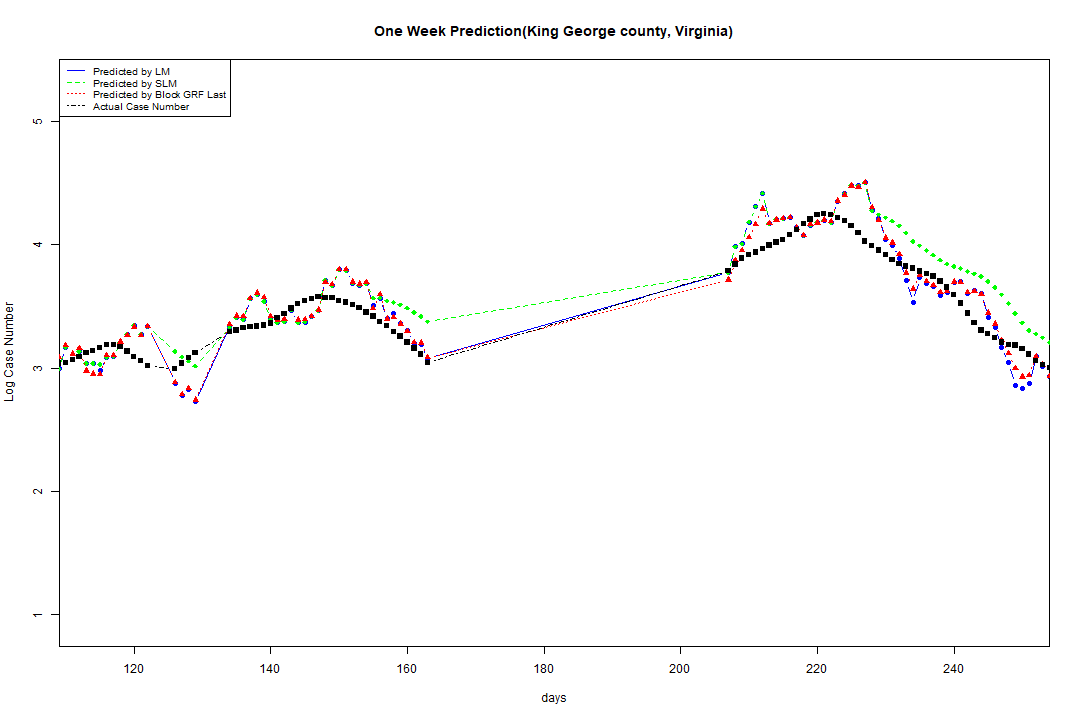 One Week Prediction(King George county, Virginia)
Predicted by LM
Predicted by SLM
Predicted by Block GRF Last
Actual Case Number
5
4
3
2
1
Log Case Number
120 140 160 180 200 220 240
days